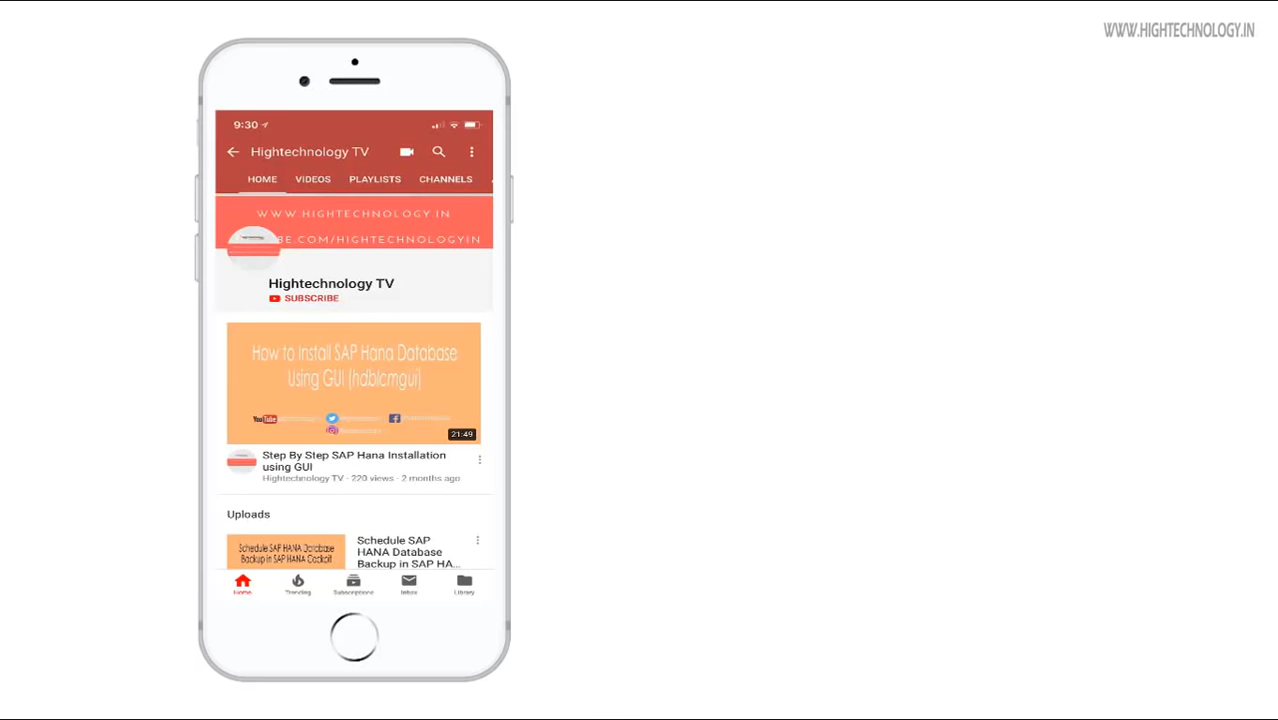 WWW.HIGHTECHNOLOGY.IN
9:30
Hightechnology TV
HOME VIDEOS PLAYLISTS CHANNELS
WWW.HIGHTECHNOLOGY.IN
BE.COM/HIGHTECHNOLOGYIN
Hightechnology TV
SUBSCRIBE
How to Install SAP Hana Database
Using GUI (hdblcmgui)
YouTube
21:49
Step By Step SAP Hana Installation
using GUI
Hightechnology TV · 220 views · 2 months ago
Uploads
Schedule SAP HANA Database
Backup in SAP HANA Cockpit
Schedule SAP
HANA Database
Backup in SAP HA...
Home Trending Subscriptions Inbox Library